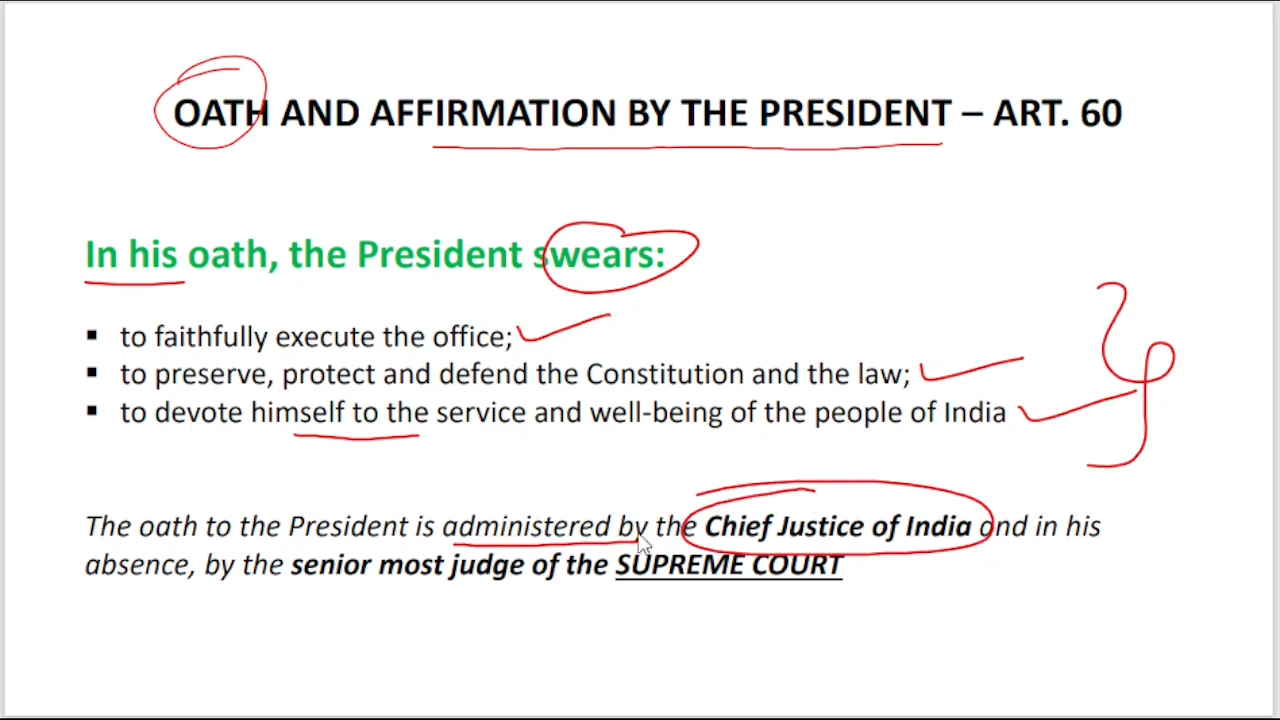 OATH AND AFFIRMATION BY THE PRESIDENT – ART. 60
In his oath, the President swears:
▪ to faithfully execute the office;
▪ to preserve, protect and defend the Constitution and the law;
▪ to devote himself to the service and well-being of the people of India
The oath to the President is administered by the Chief Justice of India and in his
absence, by the senior most judge of the SUPREME COURT